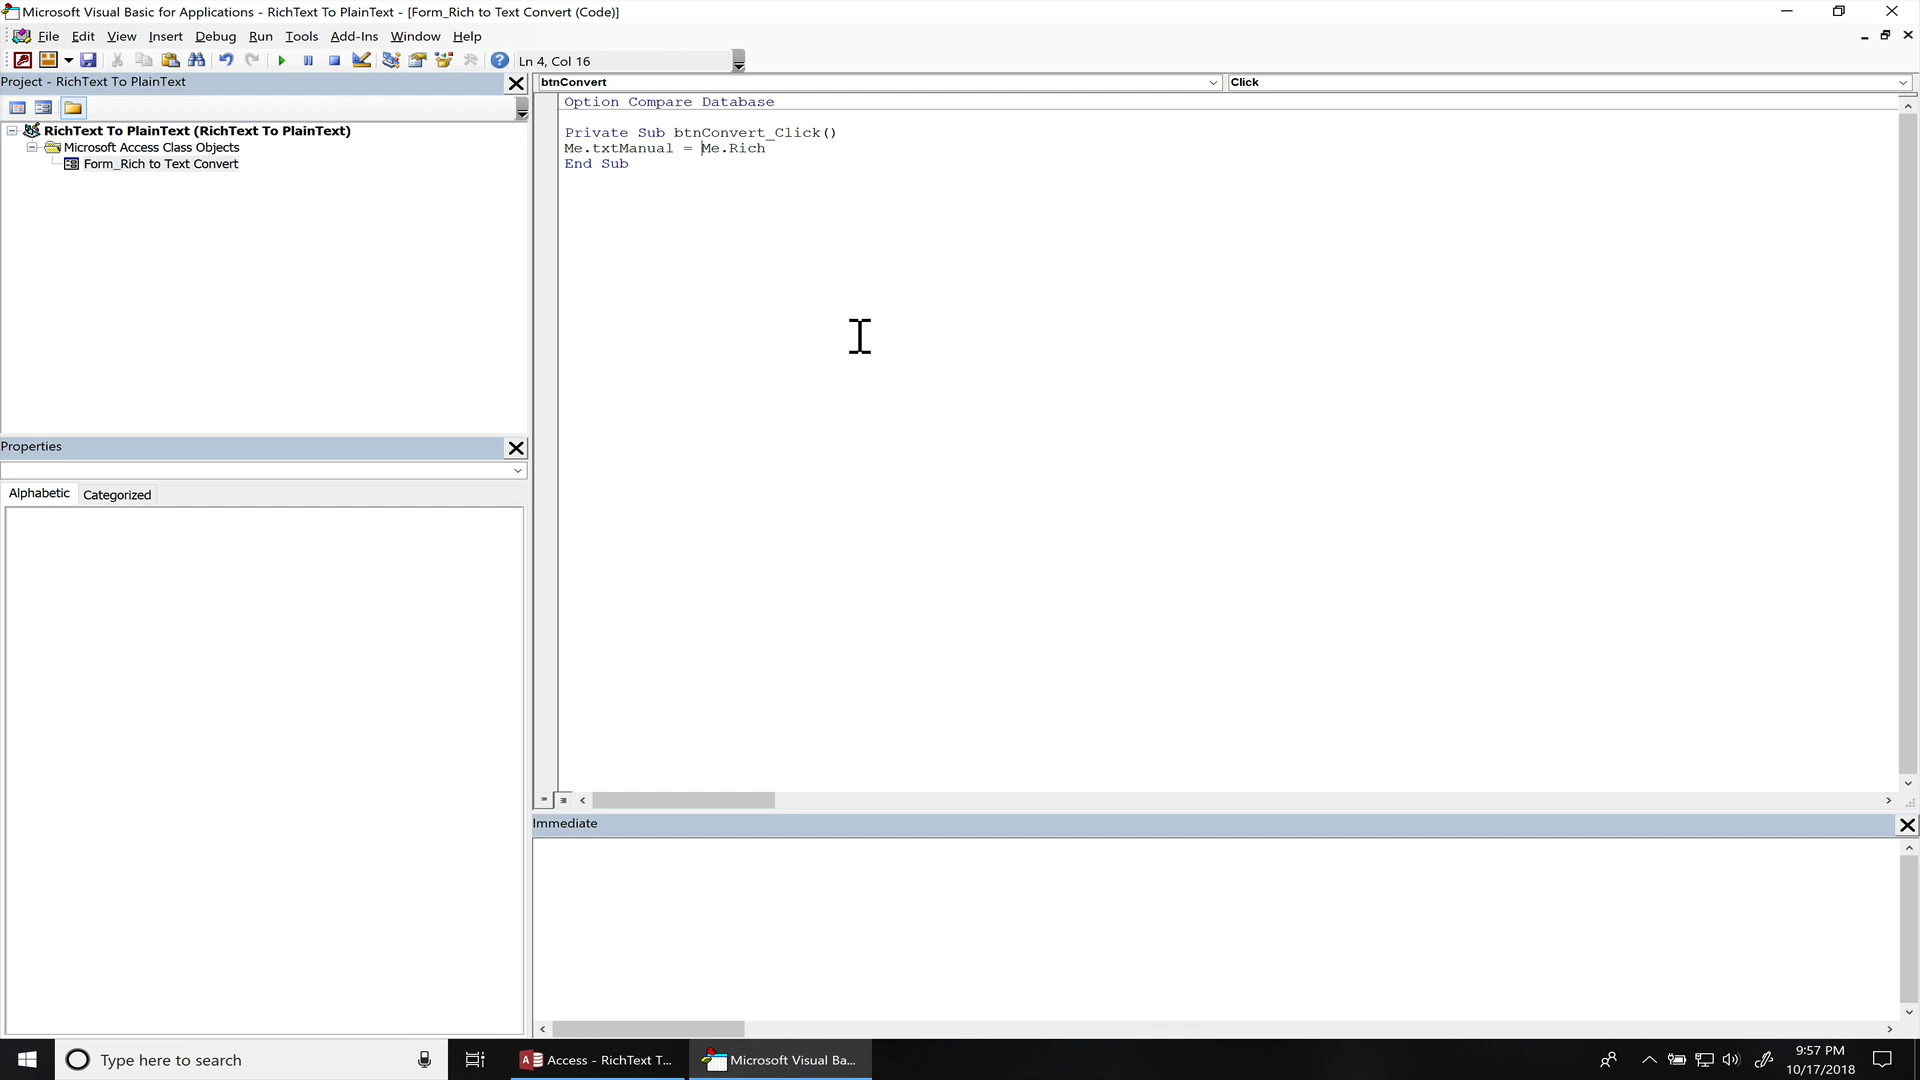 Microsoft Visual Basic for Applications - RichText To PlainText - [Form_Rich to Text Convert (Code)]
File Edit View Insert Debug Run Tools Add-Ins Window Help
Ln 4, Col 16
Project - RichText To PlainText
RichText To PlainText (RichText To PlainText)
Microsoft Access Class Objects
Form_Rich to Text Convert
Properties
Alphabetic Categorized
btnConvert Click
Option Compare Database
Private Sub btnConvert_Click()
Me.txtManual = Me.Rich
End Sub
Immediate
Type here to search
Access - RichText T...
Microsoft Visual Ba...
9:57 PM
10/17/2018